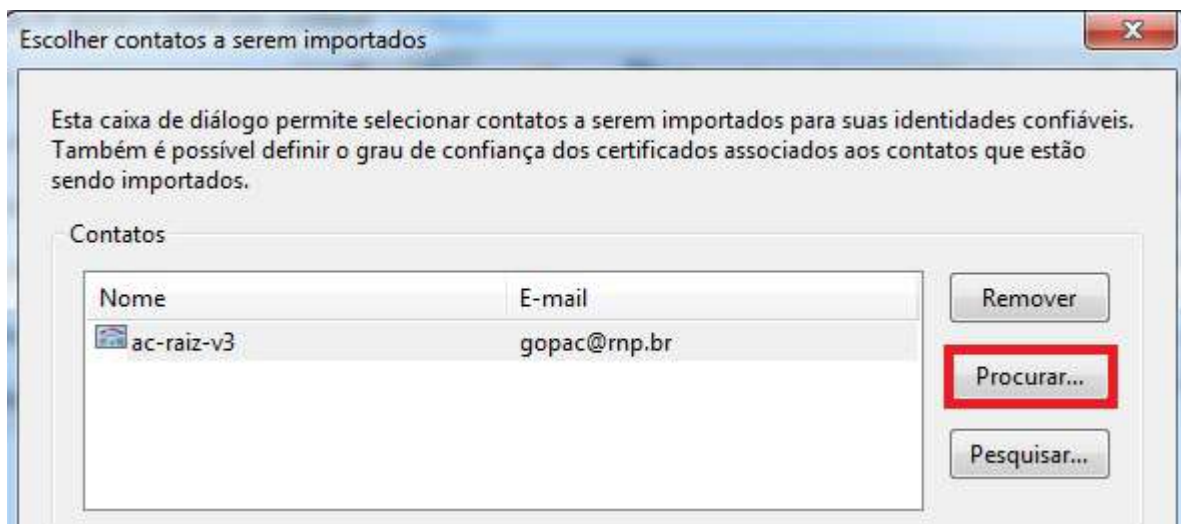 Escolher contatos a serem importados
X
Esta caixa de diálogo permite selecionar contatos a serem importados para suas identidades confiáveis.
Também é possível definir o grau de confiança dos certificados associados aos contatos que estão
sendo importados.
Contatos
Nome E-mail
Remover
ac-raiz-v3 gopac@rnp.br
Procurar...
Pesquisar...